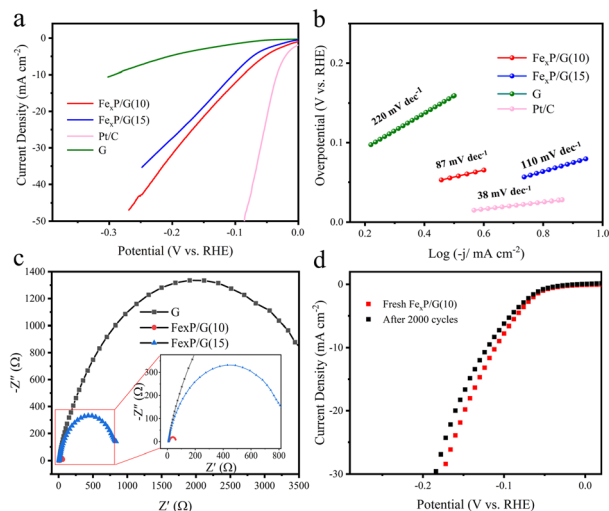 a
Current Density (mA cm⁻²)
0
-10
-20
-30
-40
-50
FeₓP/G(10)
FeₓP/G(15)
Pt/C
G
-0.4
-0.3
-0.2
-0.1
0.0
Potential (V vs. RHE)
b
Overpotential (V vs. RHE)
0.2
0.1
0.0
FeₓP/G(10)
FeₓP/G(15)
G
Pt/C
220 mV dec⁻¹
87 mV dec⁻¹
110 mV dec⁻¹
38 mV dec⁻¹
0.2
0.4
0.6
0.8
1.0
Log (-j/ mA cm⁻²)
c
-Z″ (Ω)
1400
1200
1000
800
600
400
200
0
G
FexP/G(10)
FexP/G(15)
-Z″ (Ω)
300
200
100
0
0
200
400
600
800
Z′ (Ω)
0
500
1000
1500
2000
2500
3000
3500
Z′ (Ω)
d
Current Density (mA cm⁻²)
0
-10
-20
-30
Fresh FeₓP/G(10)
After 2000 cycles
-0.2
-0.1
0.0
Potential (V vs. RHE)